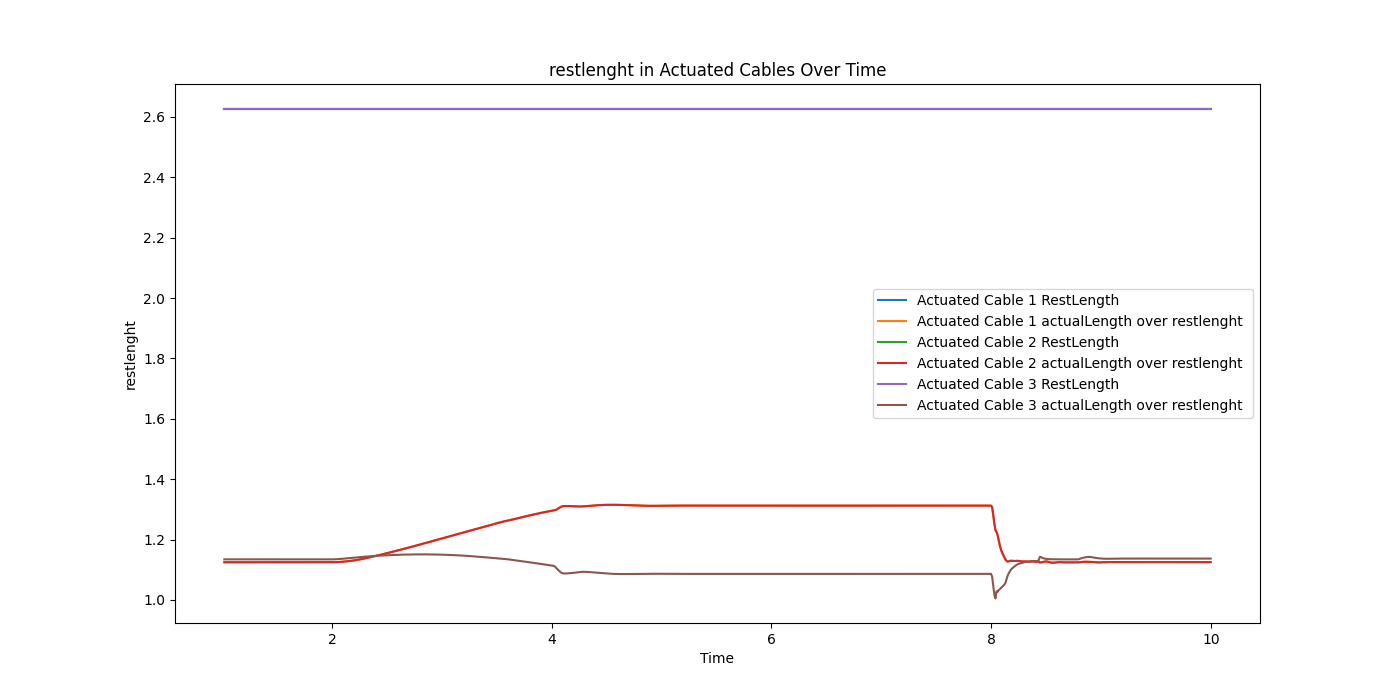 restlenght in Actuated Cables Over Time
restlenght
2.6
2.4
2.2
2.0
1.8
1.6
1.4
1.2
1.0
Actuated Cable 1 RestLength
Actuated Cable 1 actualLength over restlenght
Actuated Cable 2 RestLength
Actuated Cable 2 actualLength over restlenght
Actuated Cable 3 RestLength
Actuated Cable 3 actualLength over restlenght
2 4 6 8 10
Time